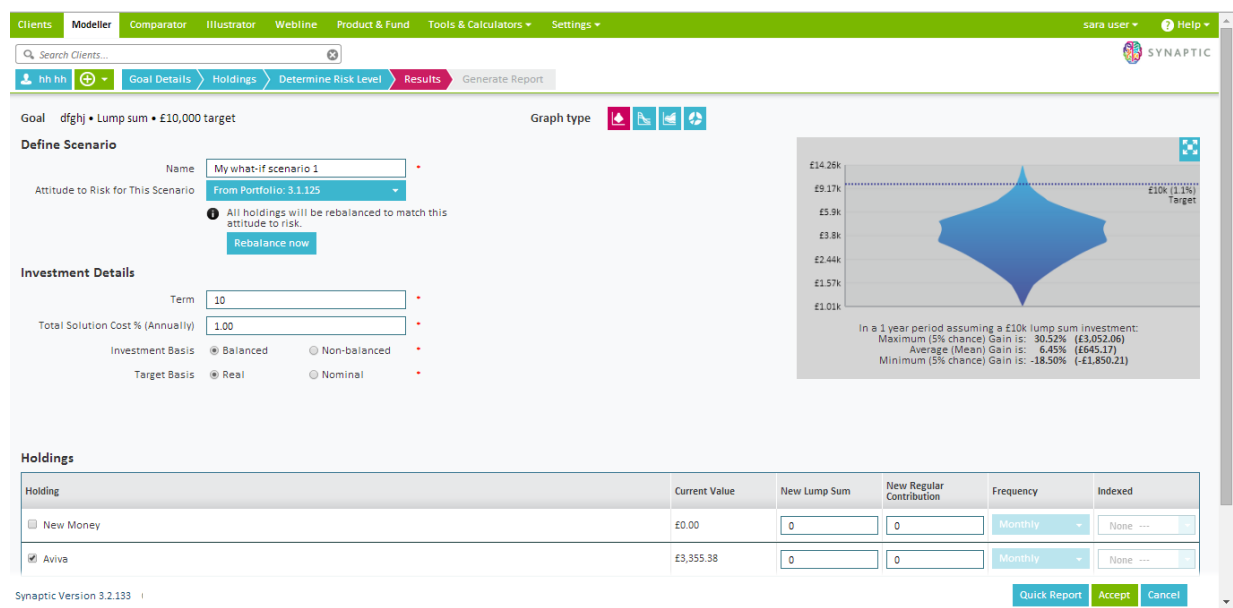 Clients Modeller Comparator Illustrator Webline Product & Fund Tools & Calculators Settings sara user Help
Search Clients...
SYNAPTIC
hh hh Goal Details Holdings Determine Risk Level Results Generate Report
Goal dfghj • Lump sum • £10,000 target
Graph type
Define Scenario
Name My what-if scenario 1 *
Attitude to Risk for This Scenario From Portfolio: 3.1.125
All holdings will be rebalanced to match this
attitude to risk.
Rebalance now
Investment Details
Term 10 *
Total Solution Cost % (Annually) 1.00 *
Investment Basis Balanced Non-balanced *
Target Basis Real Nominal *
£14.26k
£9.17k
£5.9k
£3.8k
£2.44k
£1.57k
£1.01k
£10k (1.1%)
Target
In a 1 year period assuming a £10k lump sum investment:
Maximum (5% chance) Gain is: 30.52% (£3,052.06)
Average (Mean) Gain is: 6.45% (£645.17)
Minimum (5% chance) Gain is: -18.50% (-£1,850.21)
Holdings
Holding Current Value New Lump Sum New Regular Contribution Frequency Indexed
New Money £0.00 0 0 Monthly None ---
Aviva £3,355.38 0 0 Monthly None ---
Synaptic Version 3.2.133
Quick Report Accept Cancel